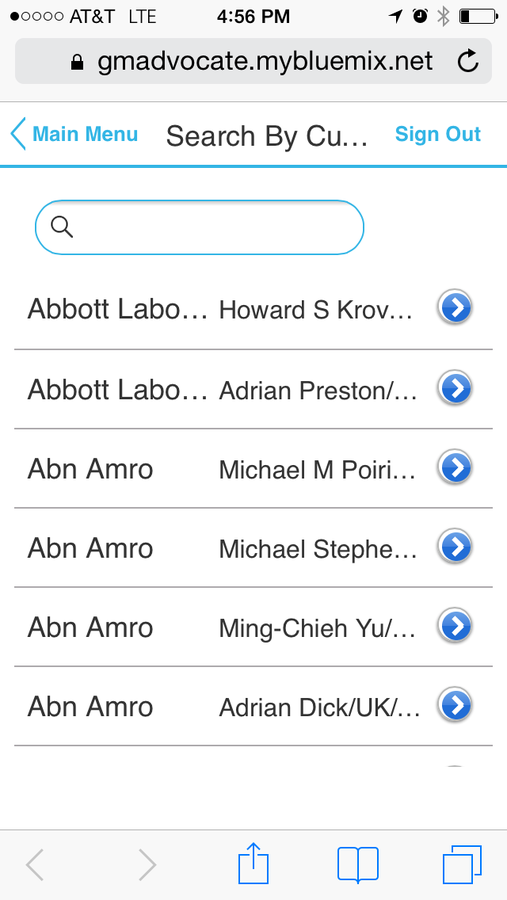 AT&T LTE 4:56 PM
gmadvocate.mybluemix.net
Main Menu Search By Cu... Sign Out
Abbott Labo... Howard S Krov...
Abbott Labo... Adrian Preston/...
Abn Amro Michael M Poiri...
Abn Amro Michael Stephe...
Abn Amro Ming-Chieh Yu/...
Abn Amro Adrian Dick/UK/...